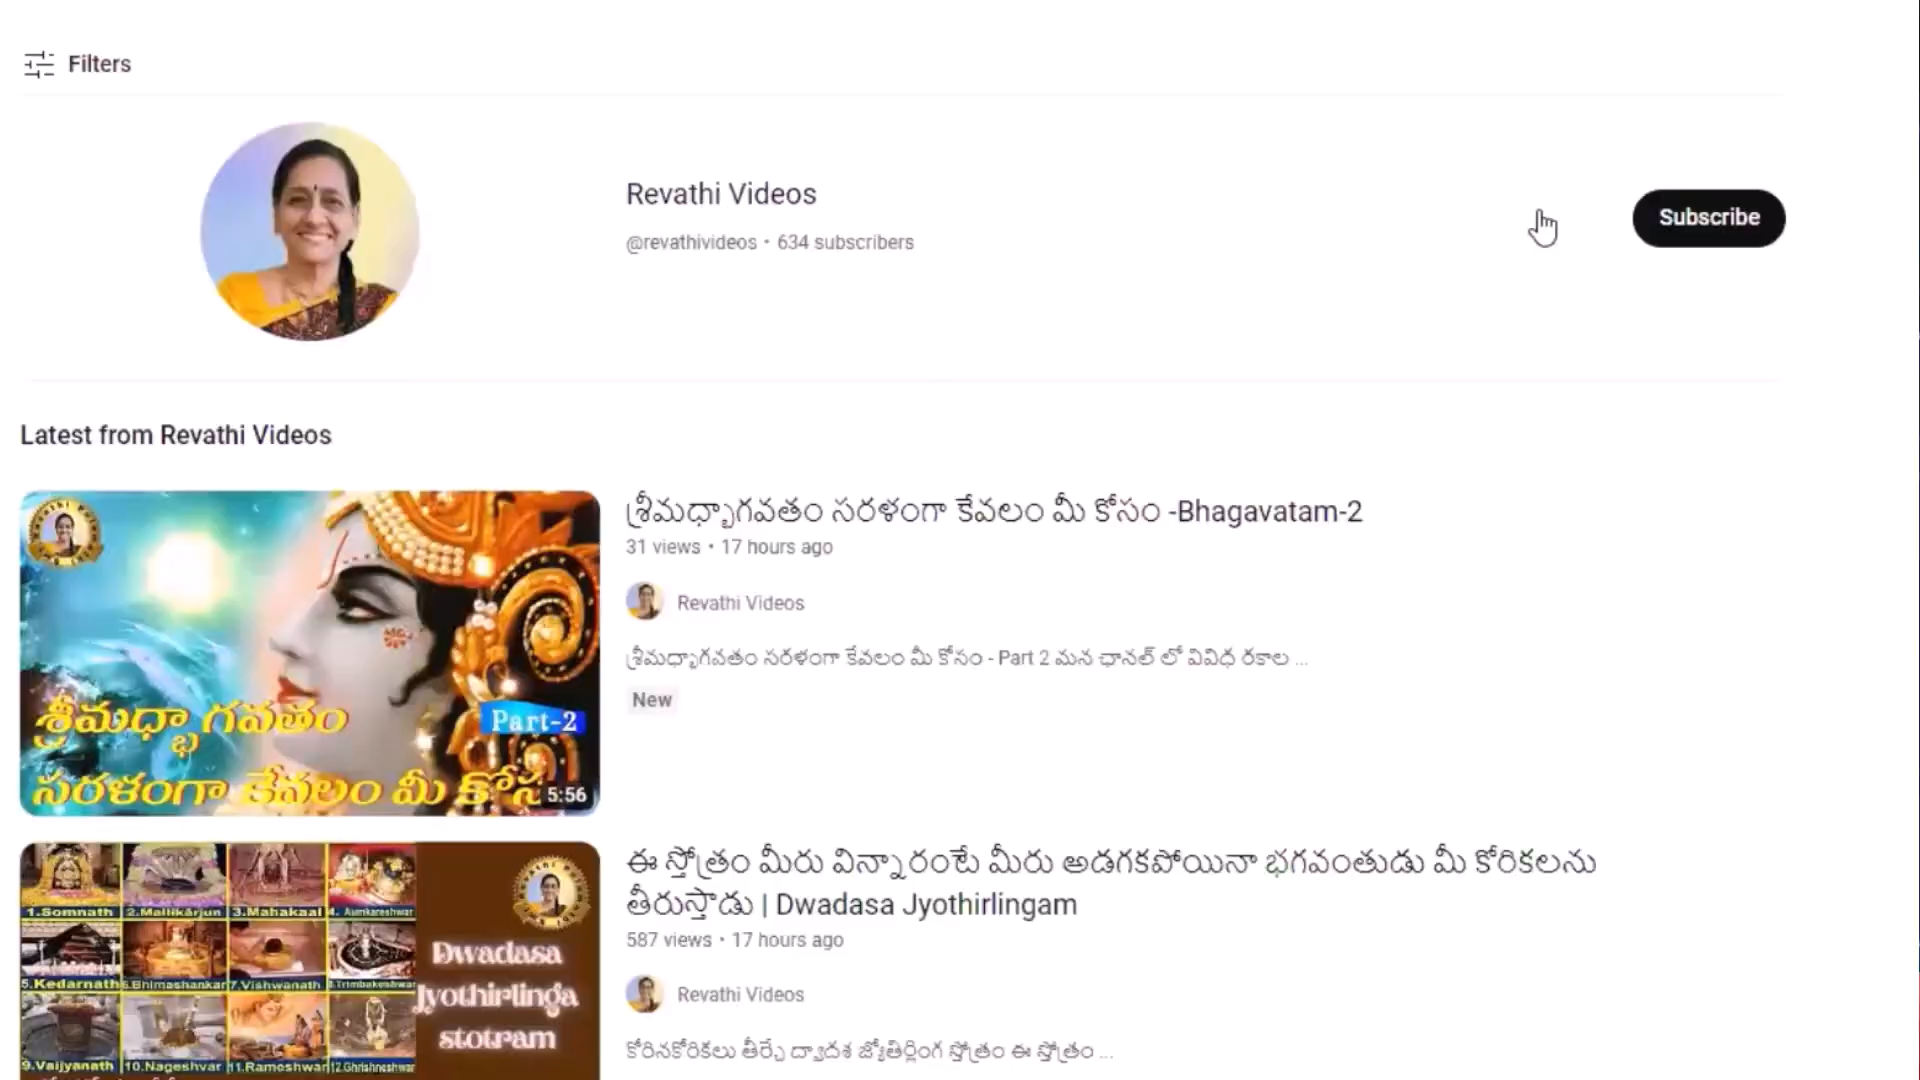 Filters
Revathi Videos
@revathivideos • 634 subscribers
Subscribe
Latest from Revathi Videos
శ్రీమద్భాగవతం సరళంగా కేవలం మీ కోసం -Bhagavatam-2
31 views • 17 hours ago
Revathi Videos
శ్రీమద్భాగవతం సరళంగా కేవలం మీ కోసం - Part 2 మన ఛానల్ లో వివిధ రకాల ...
New
శ్రీమద్భాగవతం
Part-2
సరళంగా కేవలం మీ కోస
5:56
ఈ స్తోత్రం మీరు విన్నారంటే మీరు అడగకపోయినా భగవంతుడు మీ కోరికలను
తీరుస్తాడు | Dwadasa Jyothirlingam
587 views • 17 hours ago
Revathi Videos
కోరినకోరికలు తీర్చే ద్వాదశ జ్యోతిర్లింగ స్తోత్రం ఈ స్తోత్రం ...
1.Somnath 2.Mallikarjun 3.Mahakaal 4. Aumkareshwar
5.Kedarnath 6.Bhimashankar 7.Vishwanath 8.Trimbakeshwar
9.Vaijyanath 10.Nageshvar 11.Rameshwar 12.Ghrishneshwar
Dwadasa
Jyothirlinga
stotram